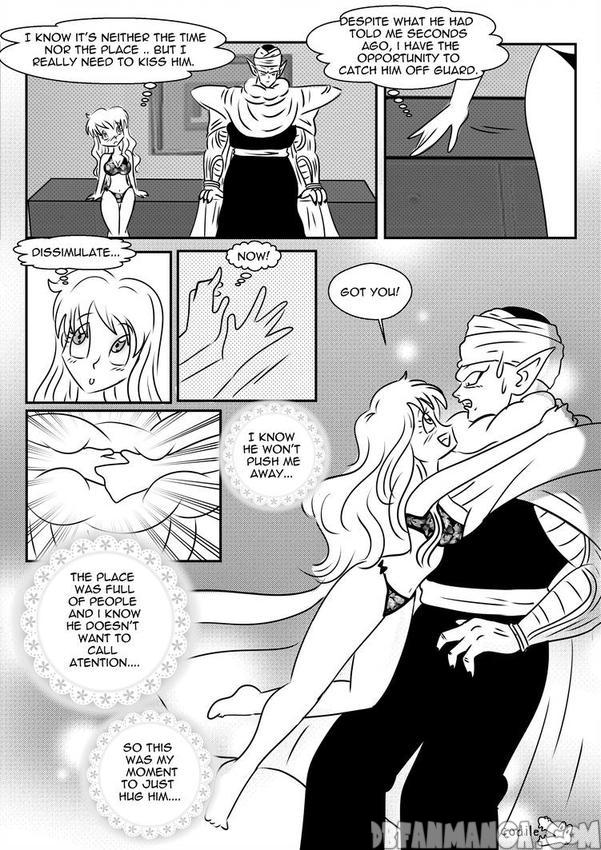 I KNOW IT'S NEITHER THE TIME
NOR THE PLACE .. BUT I
REALLY NEED TO KISS HIM.
DESPITE WHAT HE HAD
TOLD ME SECONDS
AGO, I HAVE THE
OPPORTUNITY TO
CATCH HIM OFF GUARD.
DISSIMULATE...
NOW!
GOT YOU!
I KNOW
HE WON'T
PUSH ME
AWAY...
THE PLACE
WAS FULL
OF PEOPLE
AND I KNOW
HE DOESN'T
WANT TO
CALL
ATENTION....
SO THIS
WAS MY
MOMENT
TO JUST
HUG HIM....
DBFANMANGA.COM